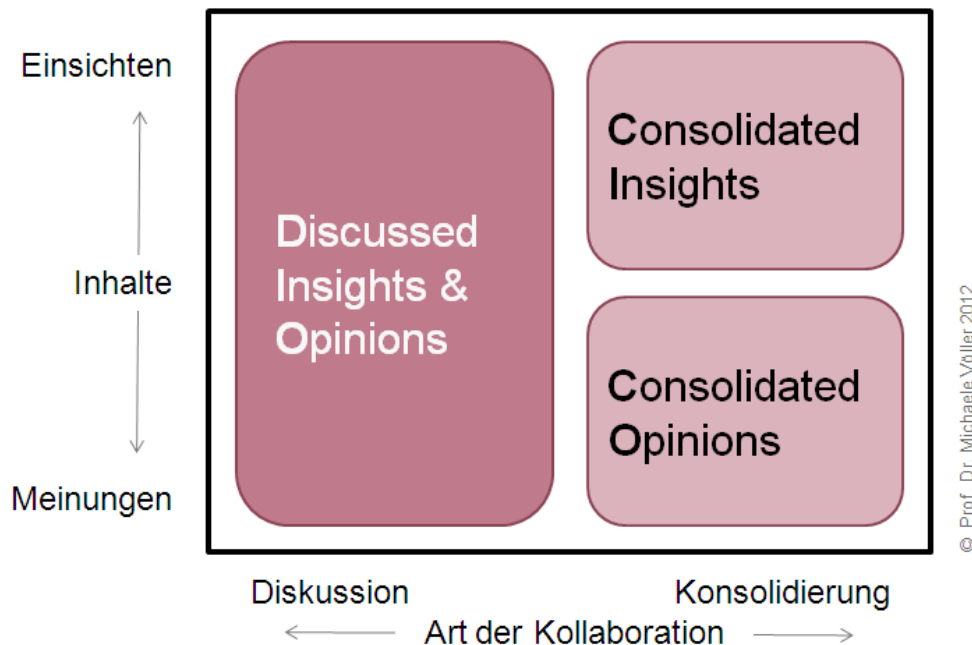 Einsichten
Inhalte
Meinungen
Discussed
Insights &
Opinions
Consolidated
Insights
Consolidated
Opinions
Diskussion
Konsolidierung
Art der Kollaboration
© Prof. Dr. Michaele Völler 2012